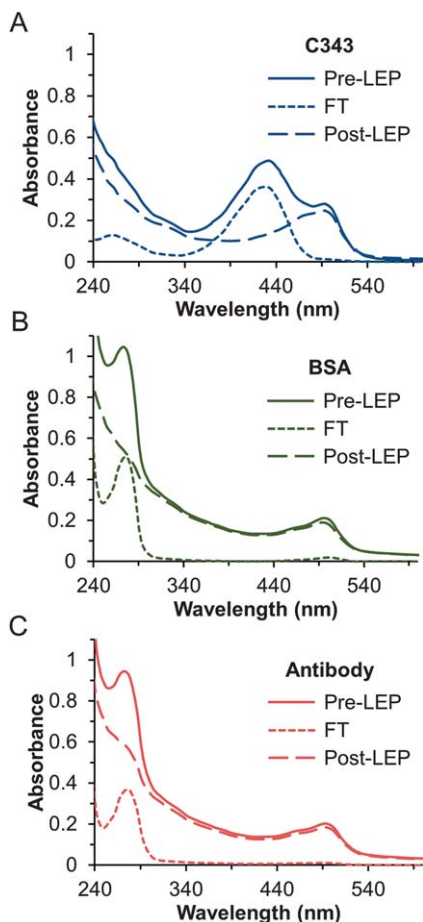 A
C343
Pre-LEP
FT
Post-LEP
Absorbance
1
0.8
0.6
0.4
0.2
0
240 340 440 540
Wavelength (nm)
B
BSA
Pre-LEP
FT
Post-LEP
Absorbance
1
0.8
0.6
0.4
0.2
0
240 340 440 540
Wavelength (nm)
C
Antibody
Pre-LEP
FT
Post-LEP
Absorbance
1
0.8
0.6
0.4
0.2
0
240 340 440 540
Wavelength (nm)